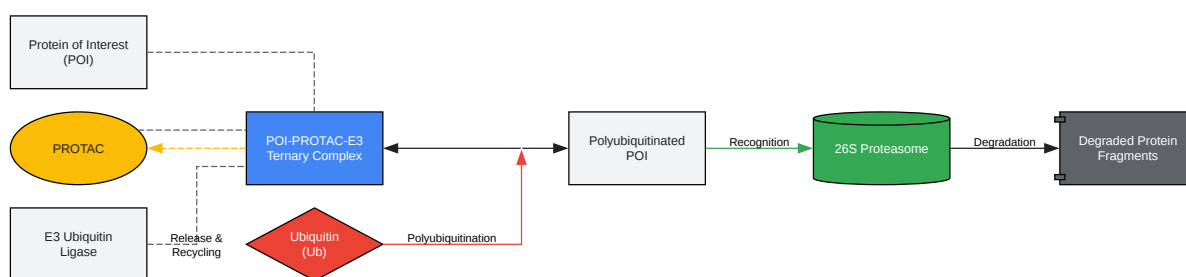 Protein of Interest
(POI)
PROTAC
POI-PROTAC-E3
Ternary Complex
Polyubiquitinated
POI
Recognition
26S Proteasome
Degradation
Degraded Protein
Fragments
E3 Ubiquitin
Ligase
Release &
Recycling
Ubiquitin
(Ub)
Polyubiquitination